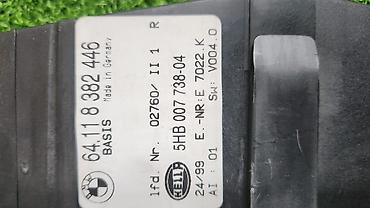 64.11 8 382 446
BASIS Made in Germany
lfd. Nr. 02760/ II 1 R
HELLA
5HB 007 738-04
24/99 E.-NR:E 7022.K
AI : 01 SW: V004.0